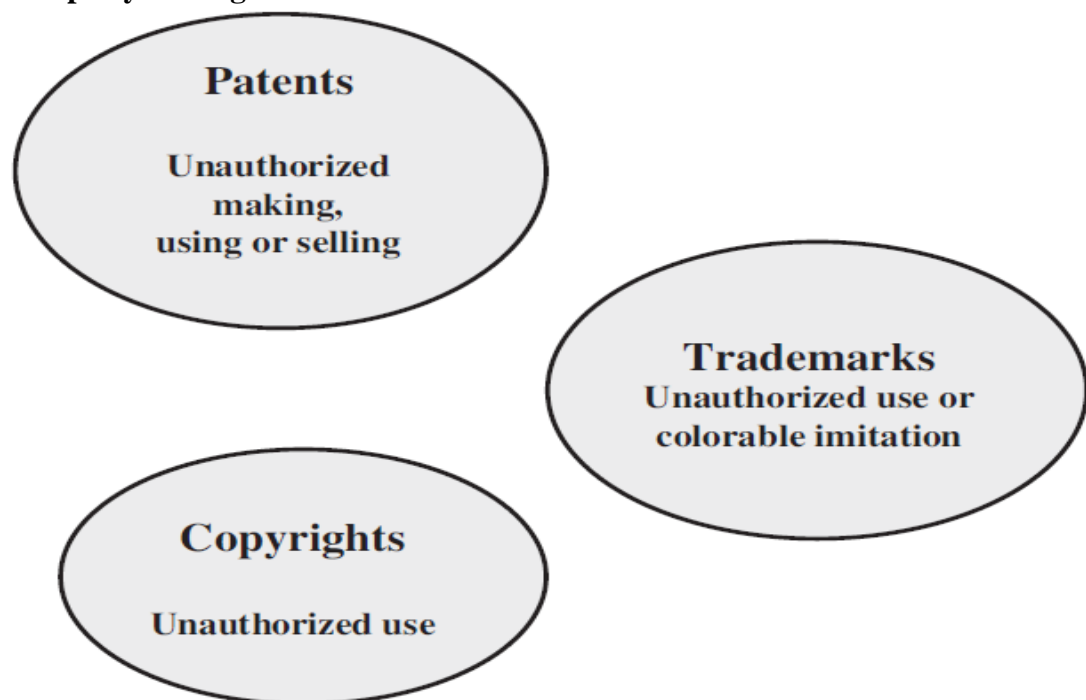 Patents
Unauthorized
making,
using or selling
Trademarks
Unauthorized use or
colorable imitation
Copyrights
Unauthorized use